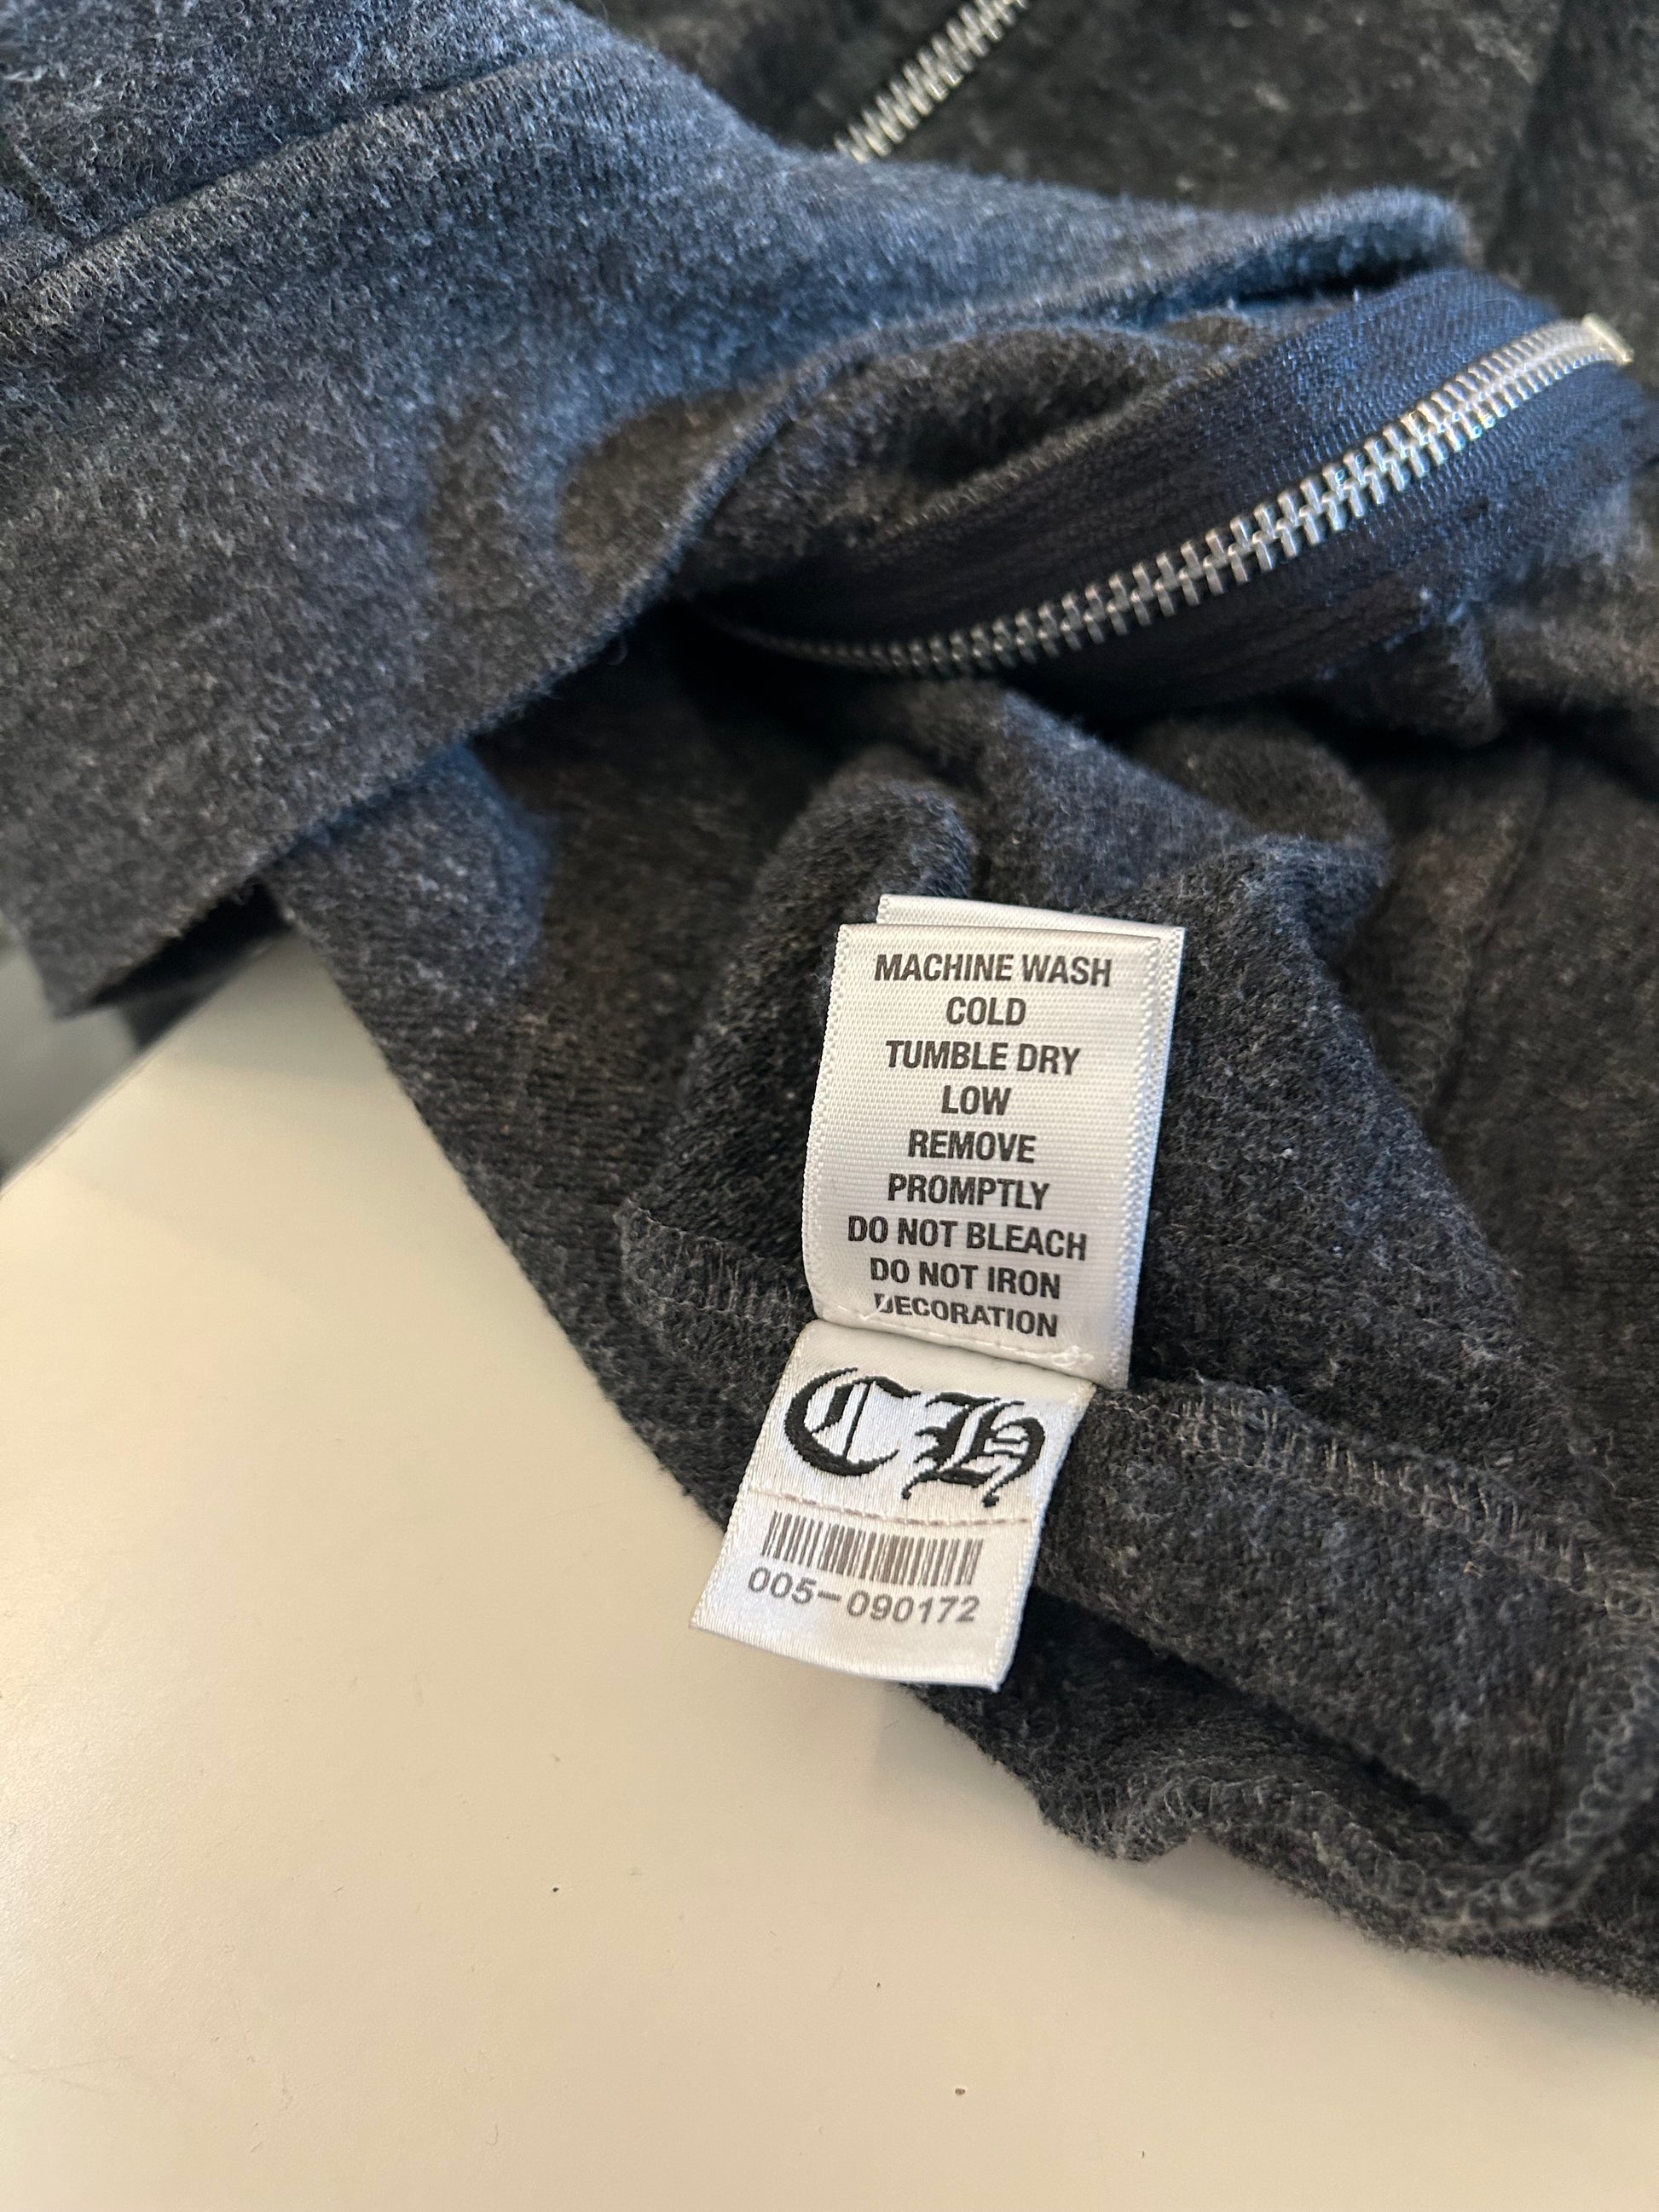 MACHINE WASH
COLD
TUMBLE DRY
LOW
REMOVE
PROMPTLY
DO NOT BLEACH
DO NOT IRON
DECORATION
CH
005-090172